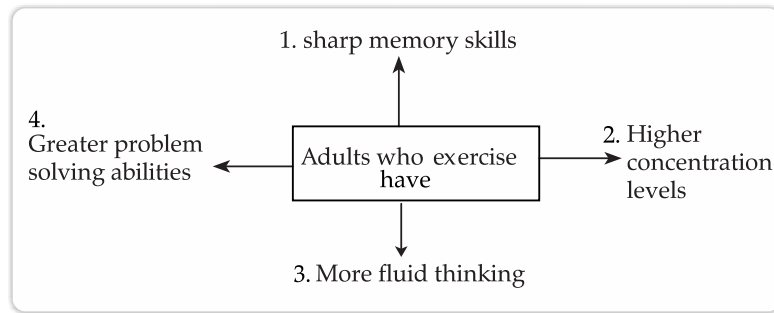 1. sharp memory skills
4.
Greater problem
solving abilities
Adults who exercise
have
2. Higher
concentration
levels
3. More fluid thinking